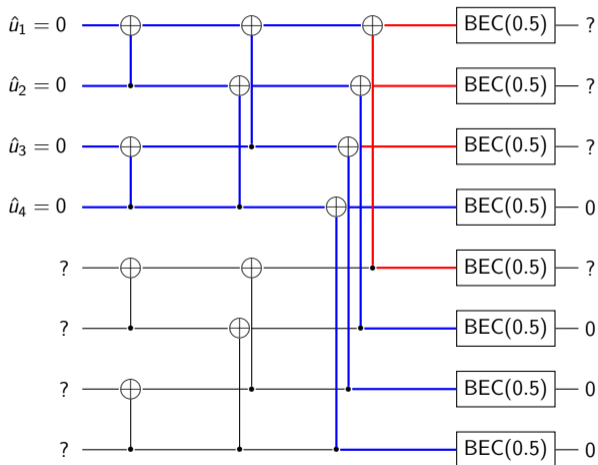 û₁ = 0 BEC(0.5) ?
û₂ = 0 BEC(0.5) ?
û₃ = 0 BEC(0.5) ?
û₄ = 0 BEC(0.5) 0
? BEC(0.5) ?
? BEC(0.5) 0
? BEC(0.5) 0
? BEC(0.5) 0